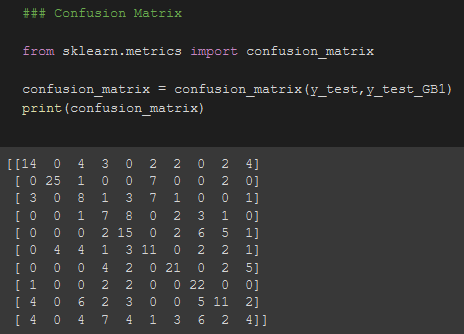 ### Confusion Matrix
from sklearn.metrics import confusion_matrix
confusion_matrix = confusion_matrix(y_test,y_test_GB1)
print(confusion_matrix)
[[14  0  4  3  0  2  2  0  2  4]
 [ 0 25  1  0  0  7  0  0  2  0]
 [ 3  0  8  1  3  7  1  0  0  1]
 [ 0  0  1  7  8  0  2  3  1  0]
 [ 0  0  0  2 15  0  2  6  5  1]
 [ 0  4  4  1  3 11  0  2  2  1]
 [ 0  0  0  4  2  0 21  0  2  5]
 [ 1  0  0  2  2  0  0 22  0  0]
 [ 4  0  6  2  3  0  0  5 11  2]
 [ 4  0  4  7  4  1  3  6  2  4]]